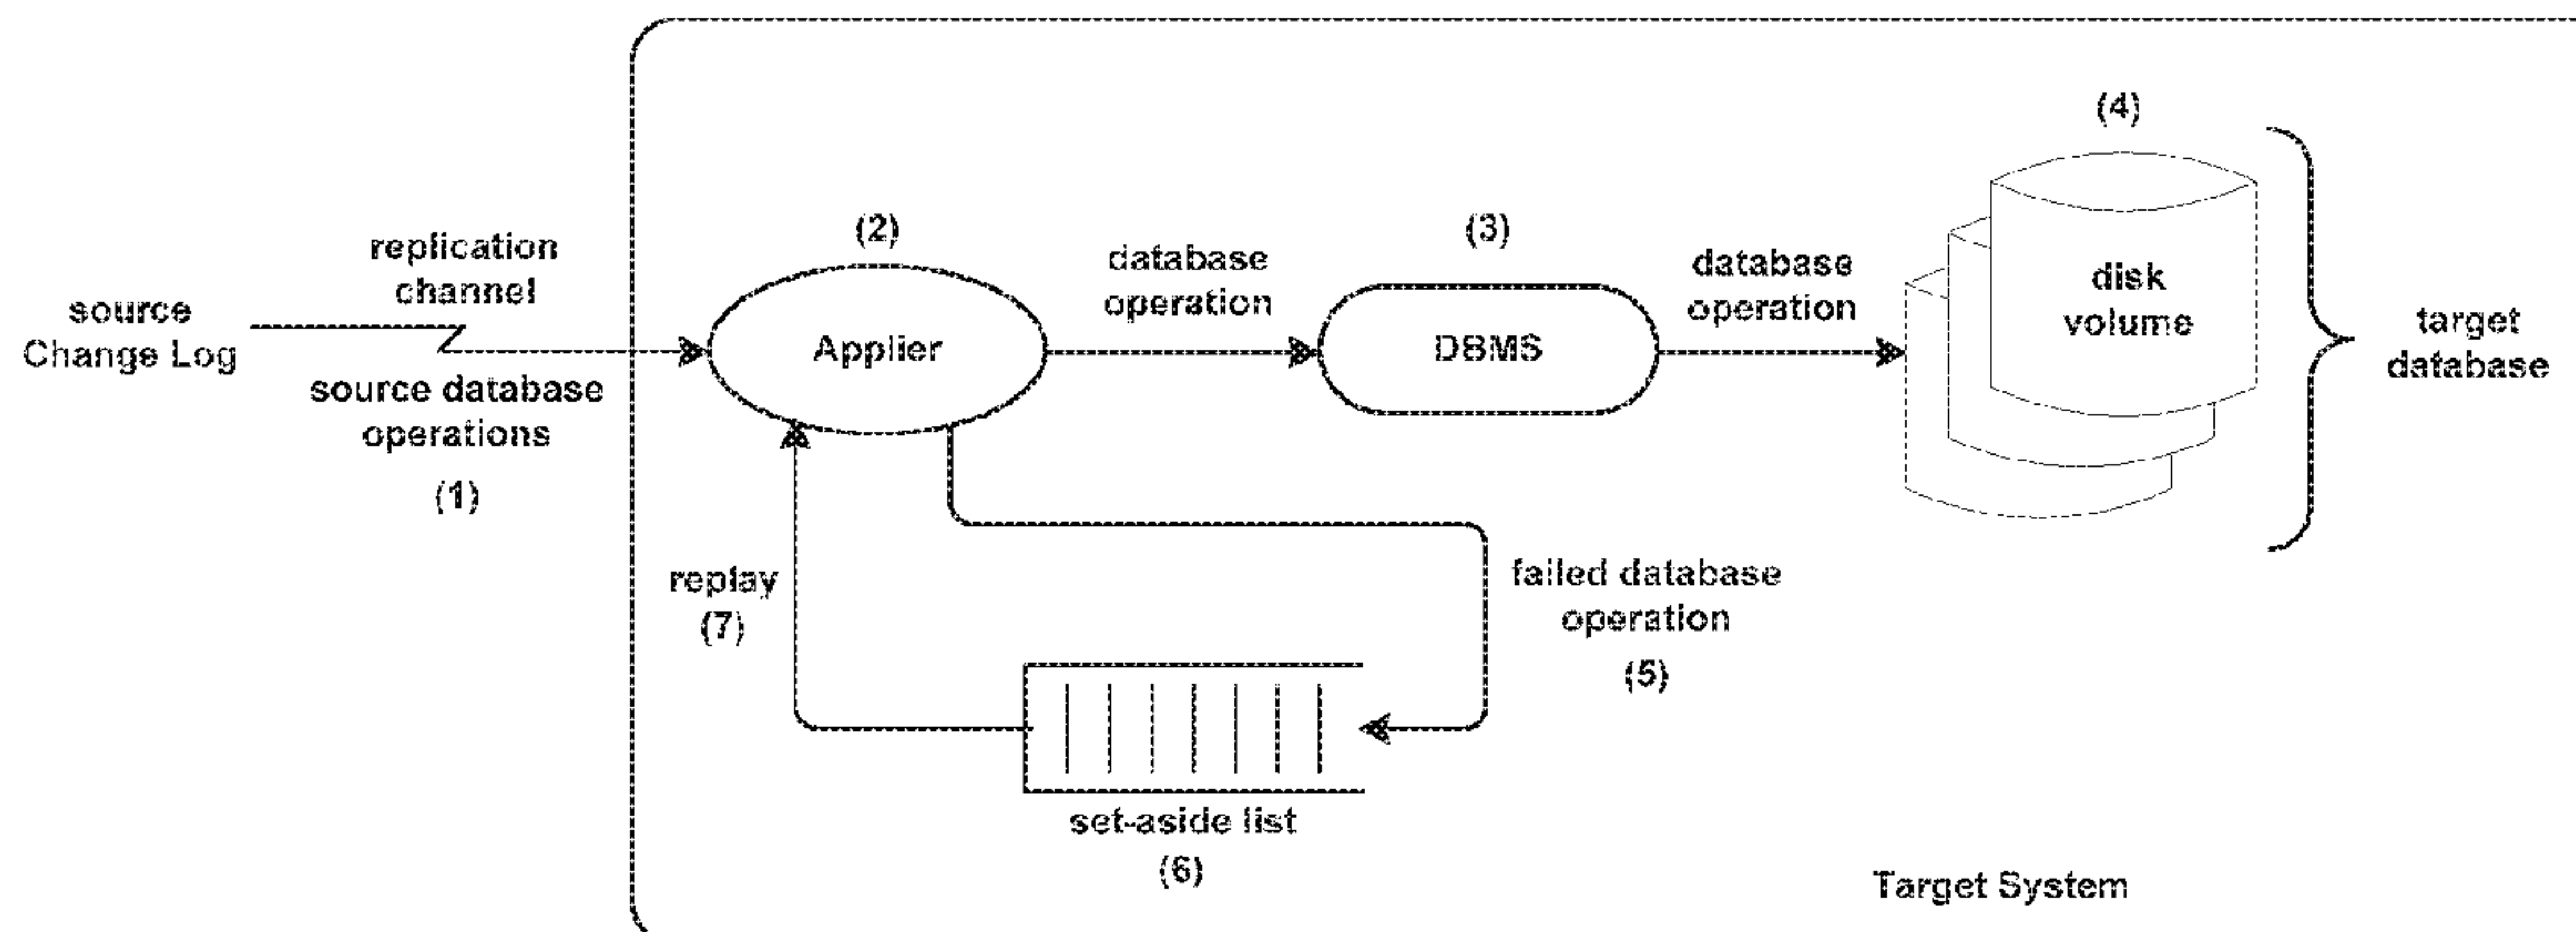 source
Change Log
replication
channel
source database
operations
(1)
(2)
Applier
database
operation
(3)
DBMS
database
operation
(4)
disk
volume
target
database
replay
(7)
failed database
operation
(5)
set-aside list
(6)
Target System